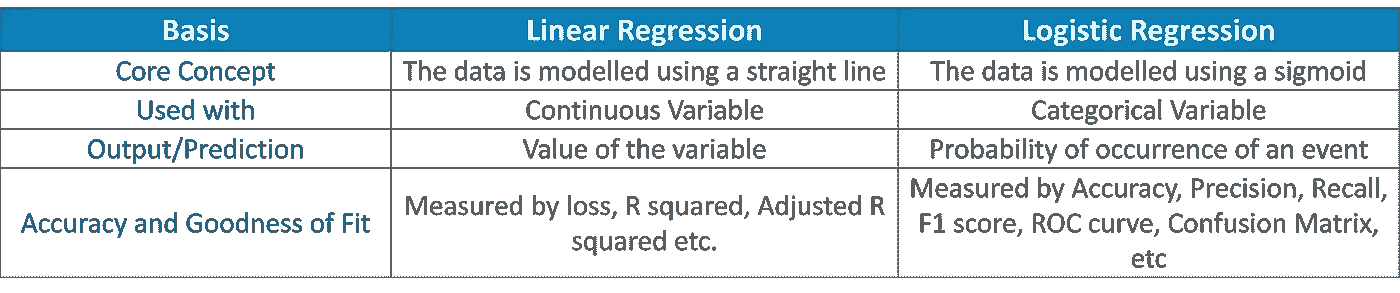 Basis Linear Regression Logistic Regression
Core Concept The data is modelled using a straight line The data is modelled using a sigmoid
Used with Continuous Variable Categorical Variable
Output/Prediction Value of the variable Probability of occurrence of an event
Accuracy and Goodness of Fit
Measured by loss, R squared, Adjusted R
squared etc.
Measured by Accuracy, Precision, Recall,
F1 score, ROC curve, Confusion Matrix,
etc